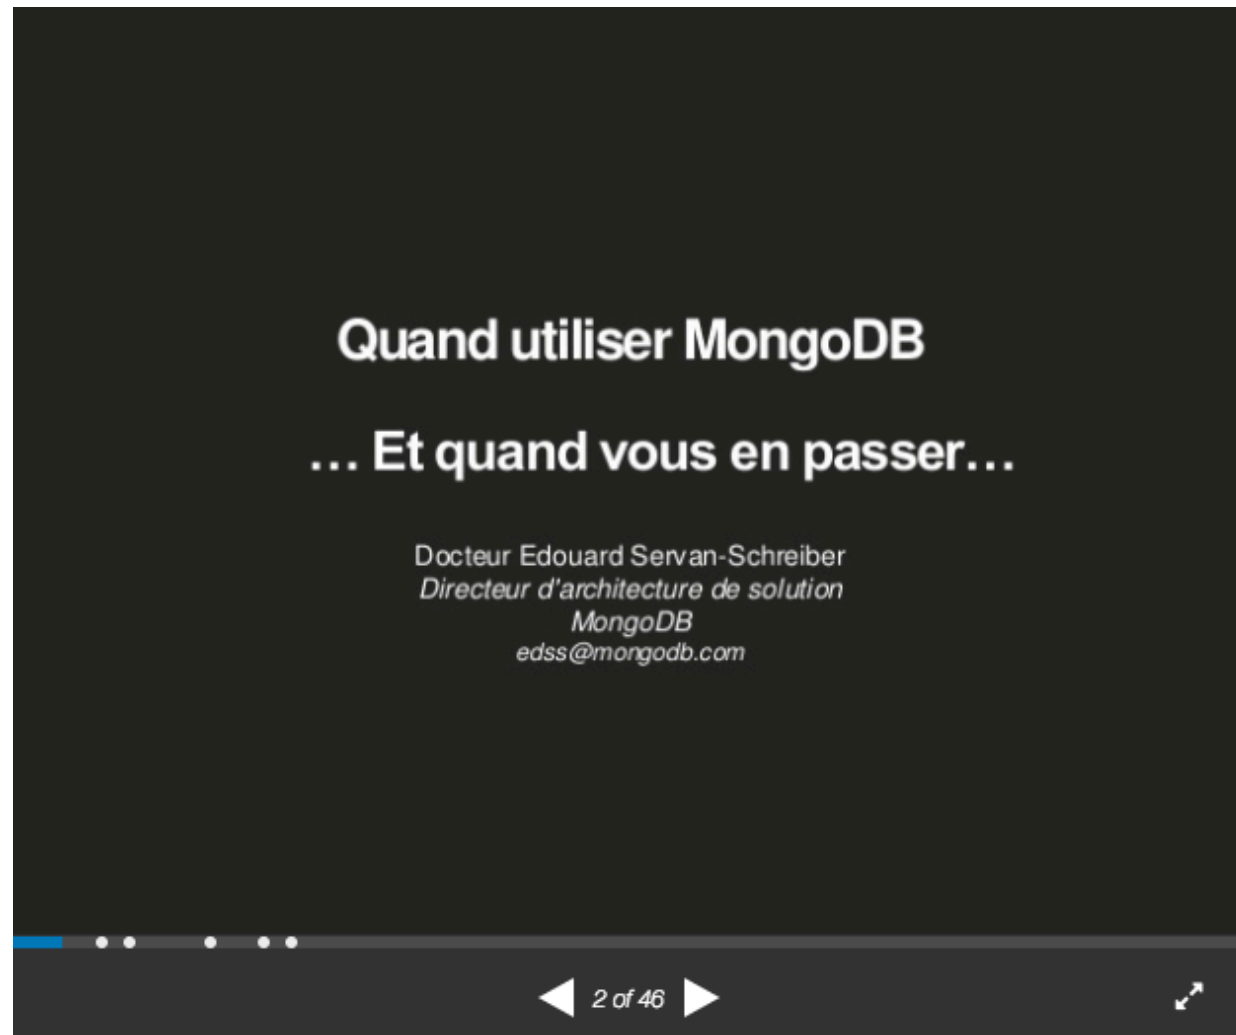 Quand utiliser MongoDB
… Et quand vous en passer…
Docteur Edouard Servan-Schreiber
Directeur d'architecture de solution
MongoDB
edss@mongodb.com
2 of 46